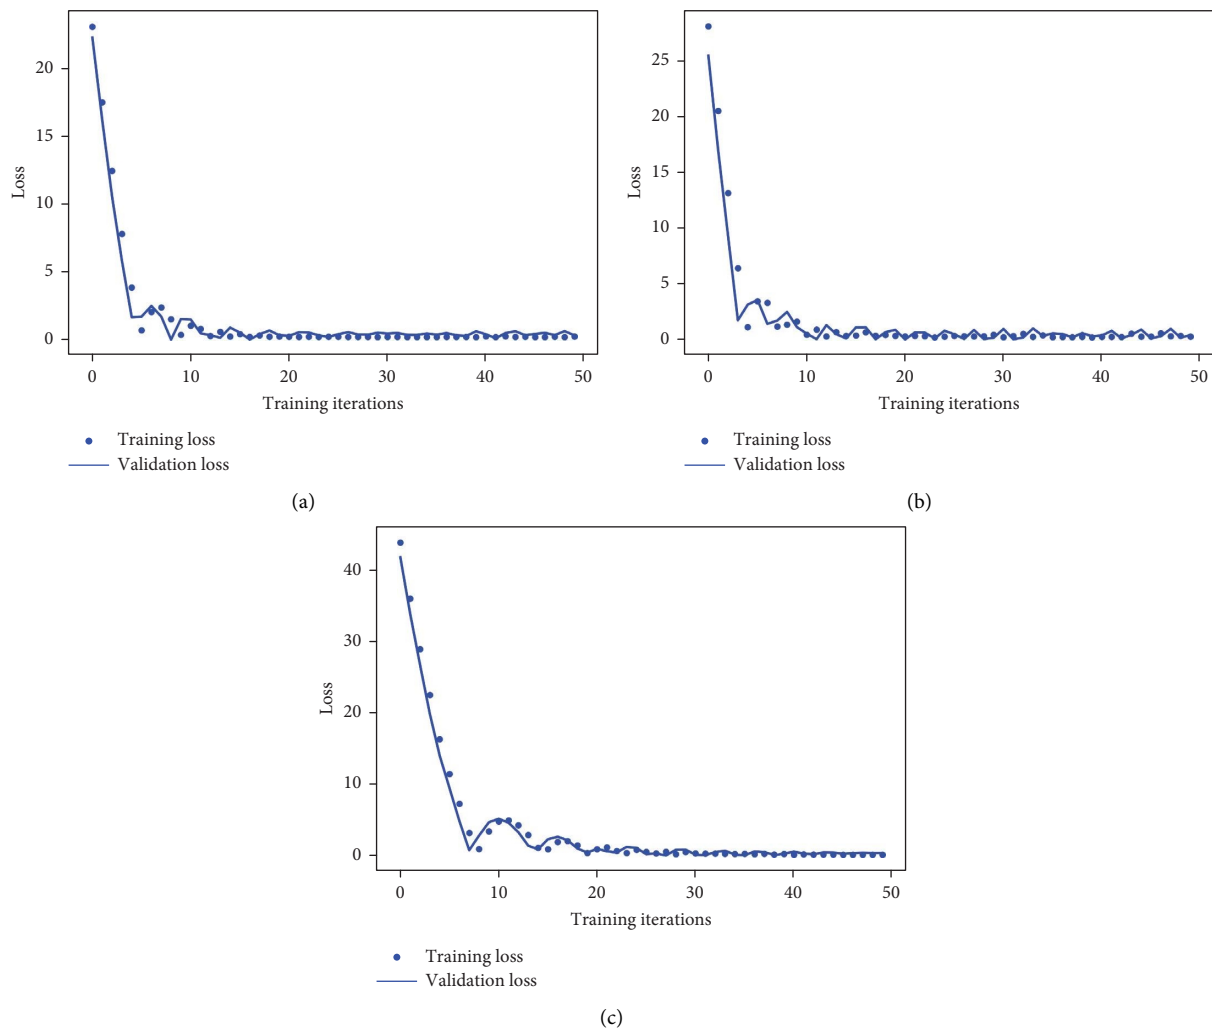 20
15
10
5
0
Loss
0 10 20 30 40 50
Training iterations
Training loss
Validation loss
(a)
25
20
15
10
5
0
Loss
0 10 20 30 40 50
Training iterations
Training loss
Validation loss
(b)
40
30
20
10
0
Loss
0 10 20 30 40 50
Training iterations
Training loss
Validation loss
(c)